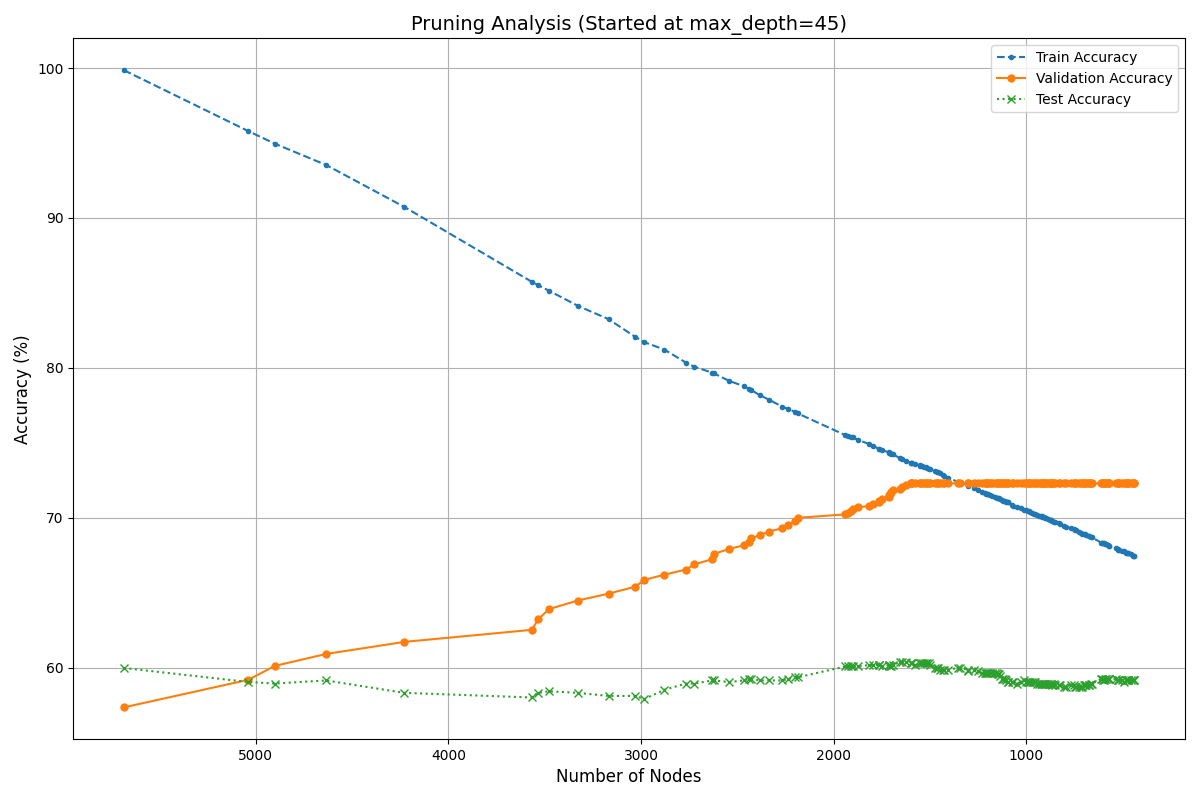 Pruning Analysis (Started at max_depth=45)
Train Accuracy
Validation Accuracy
Test Accuracy
Accuracy (%)
100
90
80
70
60
5000 4000 3000 2000 1000
Number of Nodes